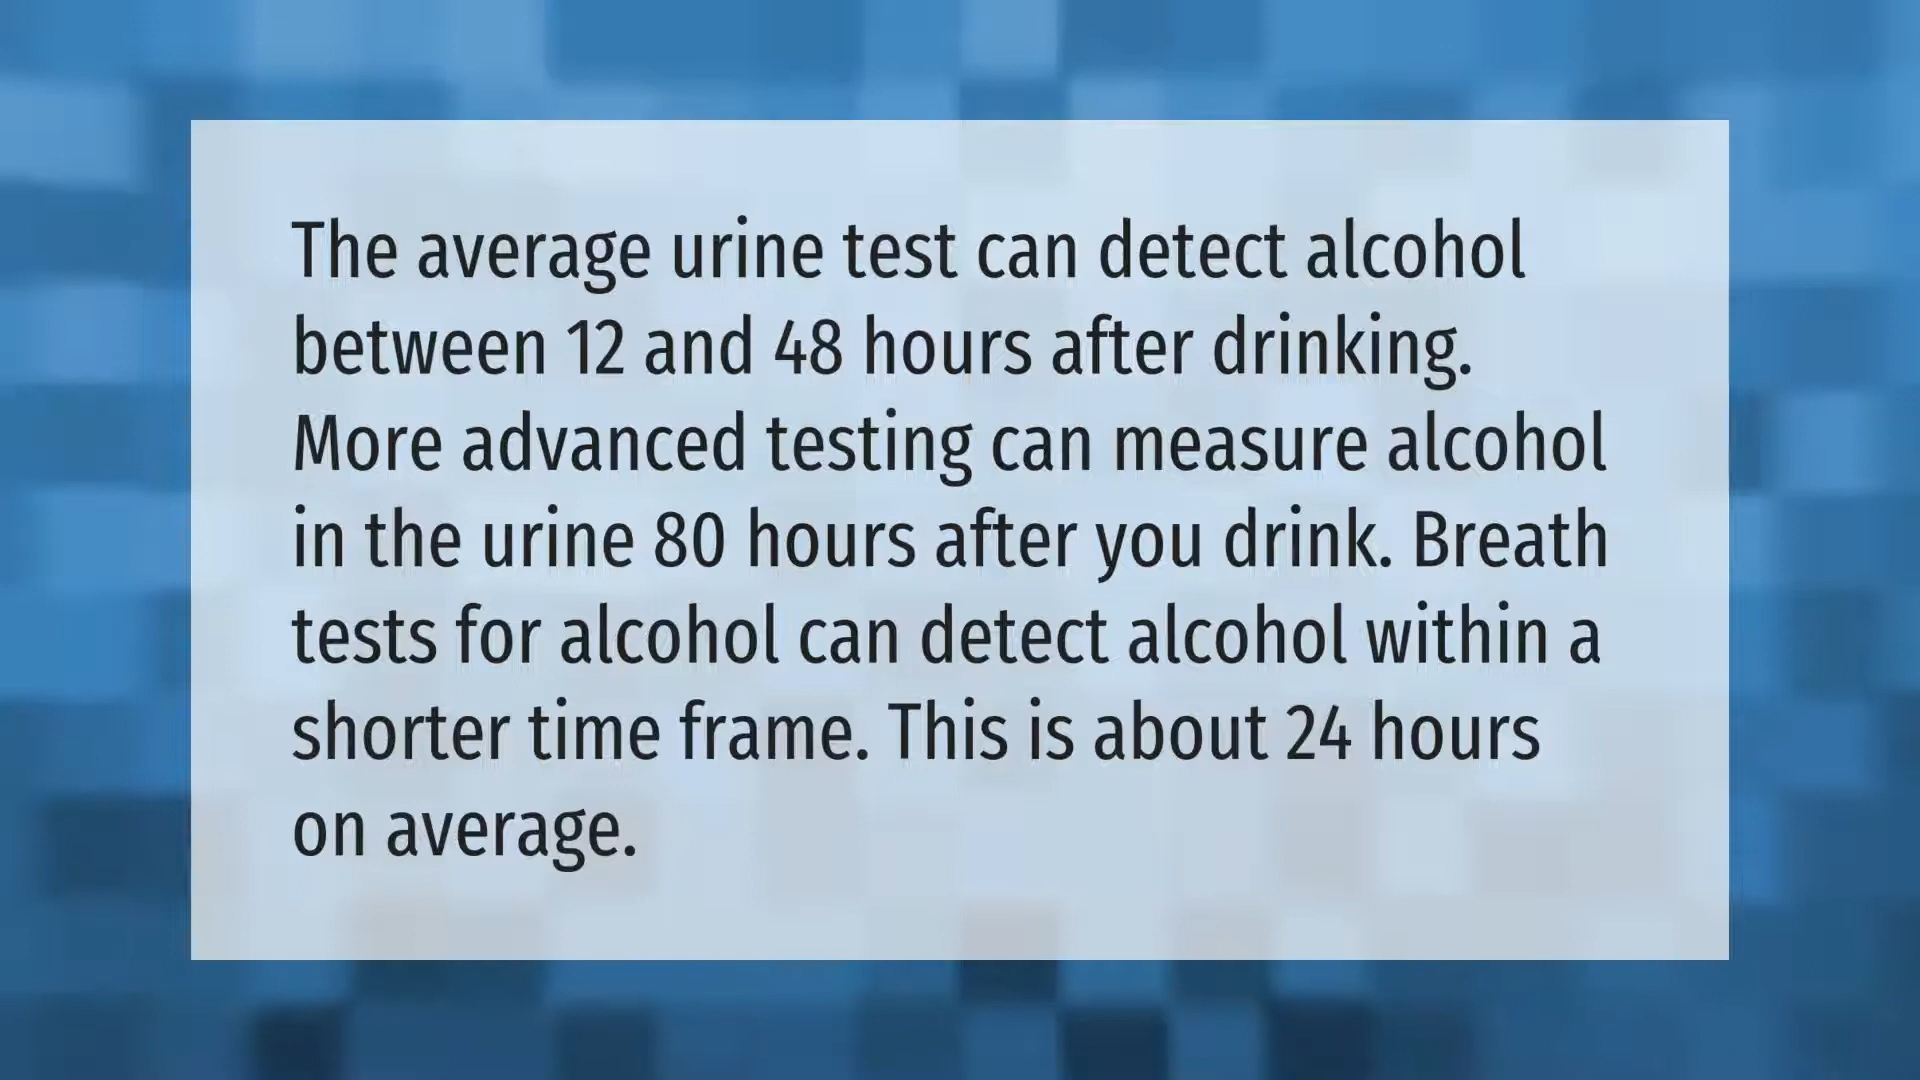 The average urine test can detect alcohol
between 12 and 48 hours after drinking.
More advanced testing can measure alcohol
in the urine 80 hours after you drink. Breath
tests for alcohol can detect alcohol within a
shorter time frame. This is about 24 hours
on average.